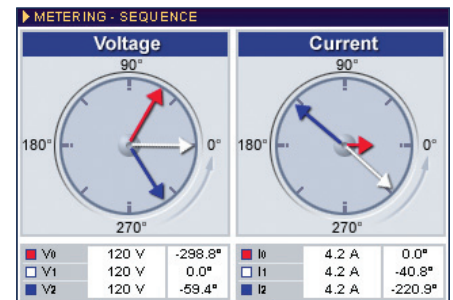 METERING - SEQUENCE
Voltage
90°
180°
0°
270°
V0 120 V -298.8°
V1 120 V 0.0°
V2 120 V -59.4°
Current
90°
180°
0°
270°
I0 4.2 A 0.0°
I1 4.2 A -40.8°
I2 4.2 A -220.9°